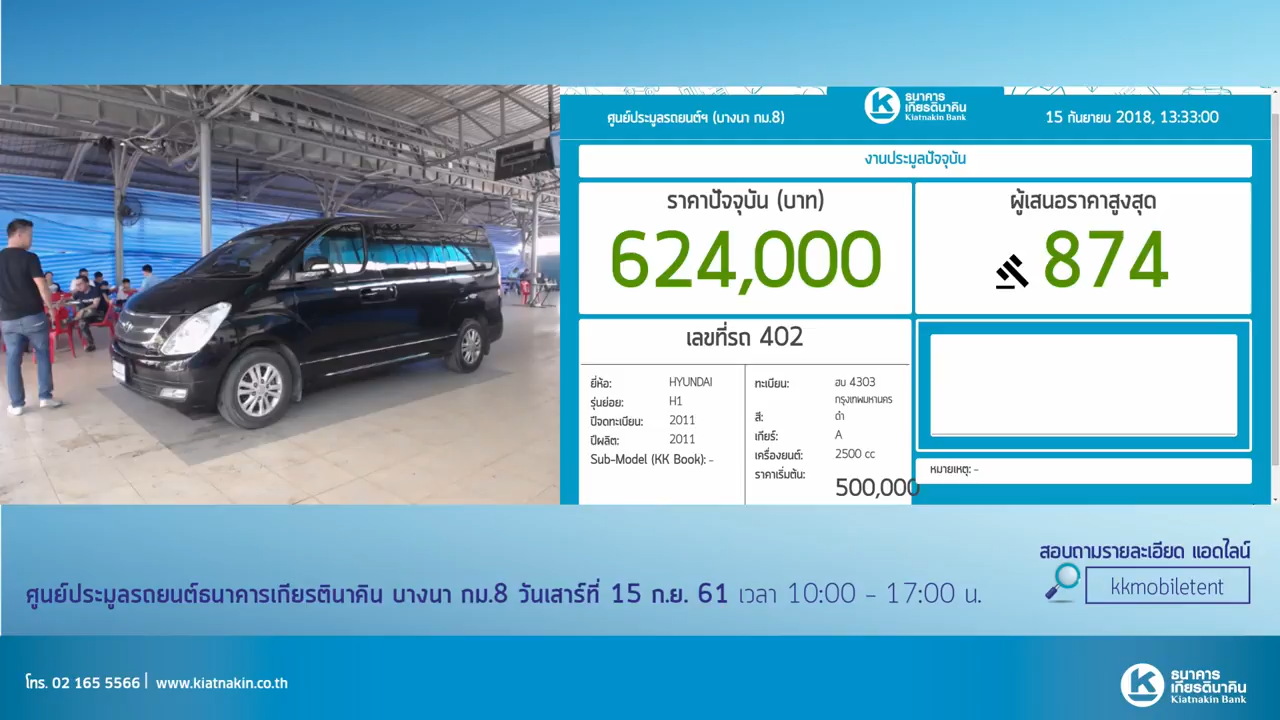 ศูนย์ประมูลรถยนต์ฯ (บางนา กม.8)
ธนาคาร
เกียรตินาคิน
Kiatnakin Bank
15 กันยายน 2018, 13:33:00
งานประมูลปัจจุบัน
ราคาปัจจุบัน (บาท)
624,000
ผู้เสนอราคาสูงสุด
874
เลขที่รถ 402
ยี่ห้อ: HYUNDAI
รุ่นย่อย: H1
ปีจดทะเบียน: 2011
ปีผลิต: 2011
Sub-Model (KK Book): -
ทะเบียน: ฮบ 4303
กรุงเทพมหานคร
สี: ดำ
เกียร์: A
เครื่องยนต์: 2500 cc
ราคาเริ่มต้น: 500,000
หมายเหตุ: -
สอบถามรายละเอียด แอดไลน์
kkmobiletent
ศูนย์ประมูลรถยนต์ธนาคารเกียรตินาคิน บางนา กม.8 วันเสาร์ที่ 15 ก.ย. 61 เวลา 10:00 - 17:00 น.
โทร. 02 165 5566 | www.kiatnakin.co.th
ธนาคาร
เกียรตินาคิน
Kiatnakin Bank